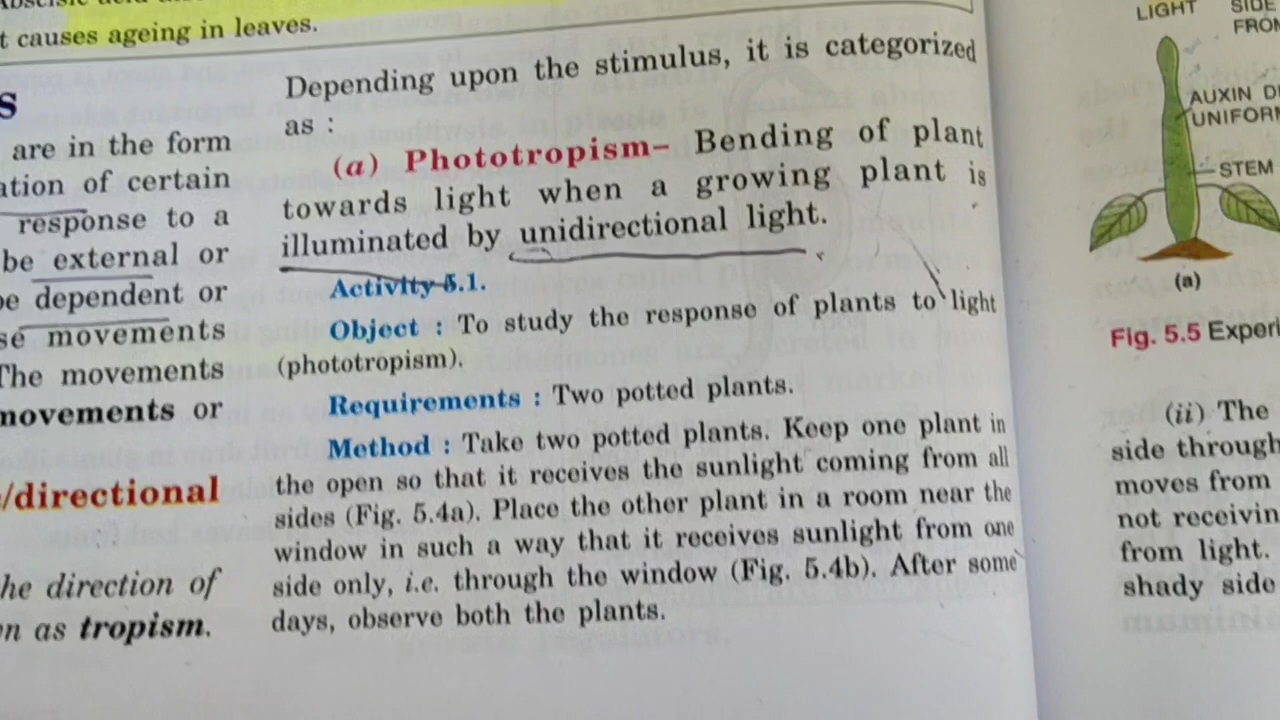 t causes ageing in leaves.
s
are in the form
ation of certain
response to a
be external or
be dependent or
se movements
The movements
movements or
/directional
he direction of
on as tropism.
Depending upon the stimulus, it is categorized
as :
(a) Phototropism– Bending of plant
towards light when a growing plant is
illuminated by unidirectional light.
Activity 5.1.
Object : To study the response of plants to light
(phototropism).
Requirements : Two potted plants.
Method : Take two potted plants. Keep one plant in
the open so that it receives the sunlight coming from all
sides (Fig. 5.4a). Place the other plant in a room near the
window in such a way that it receives sunlight from one
side only, i.e. through the window (Fig. 5.4b). After some
days, observe both the plants.
LIGHT SIDE
FROM
AUXIN DI
UNIFORM
STEM
(a)
Fig. 5.5 Experi
(ii) The
side through
moves from
not receivin
from light.
shady side